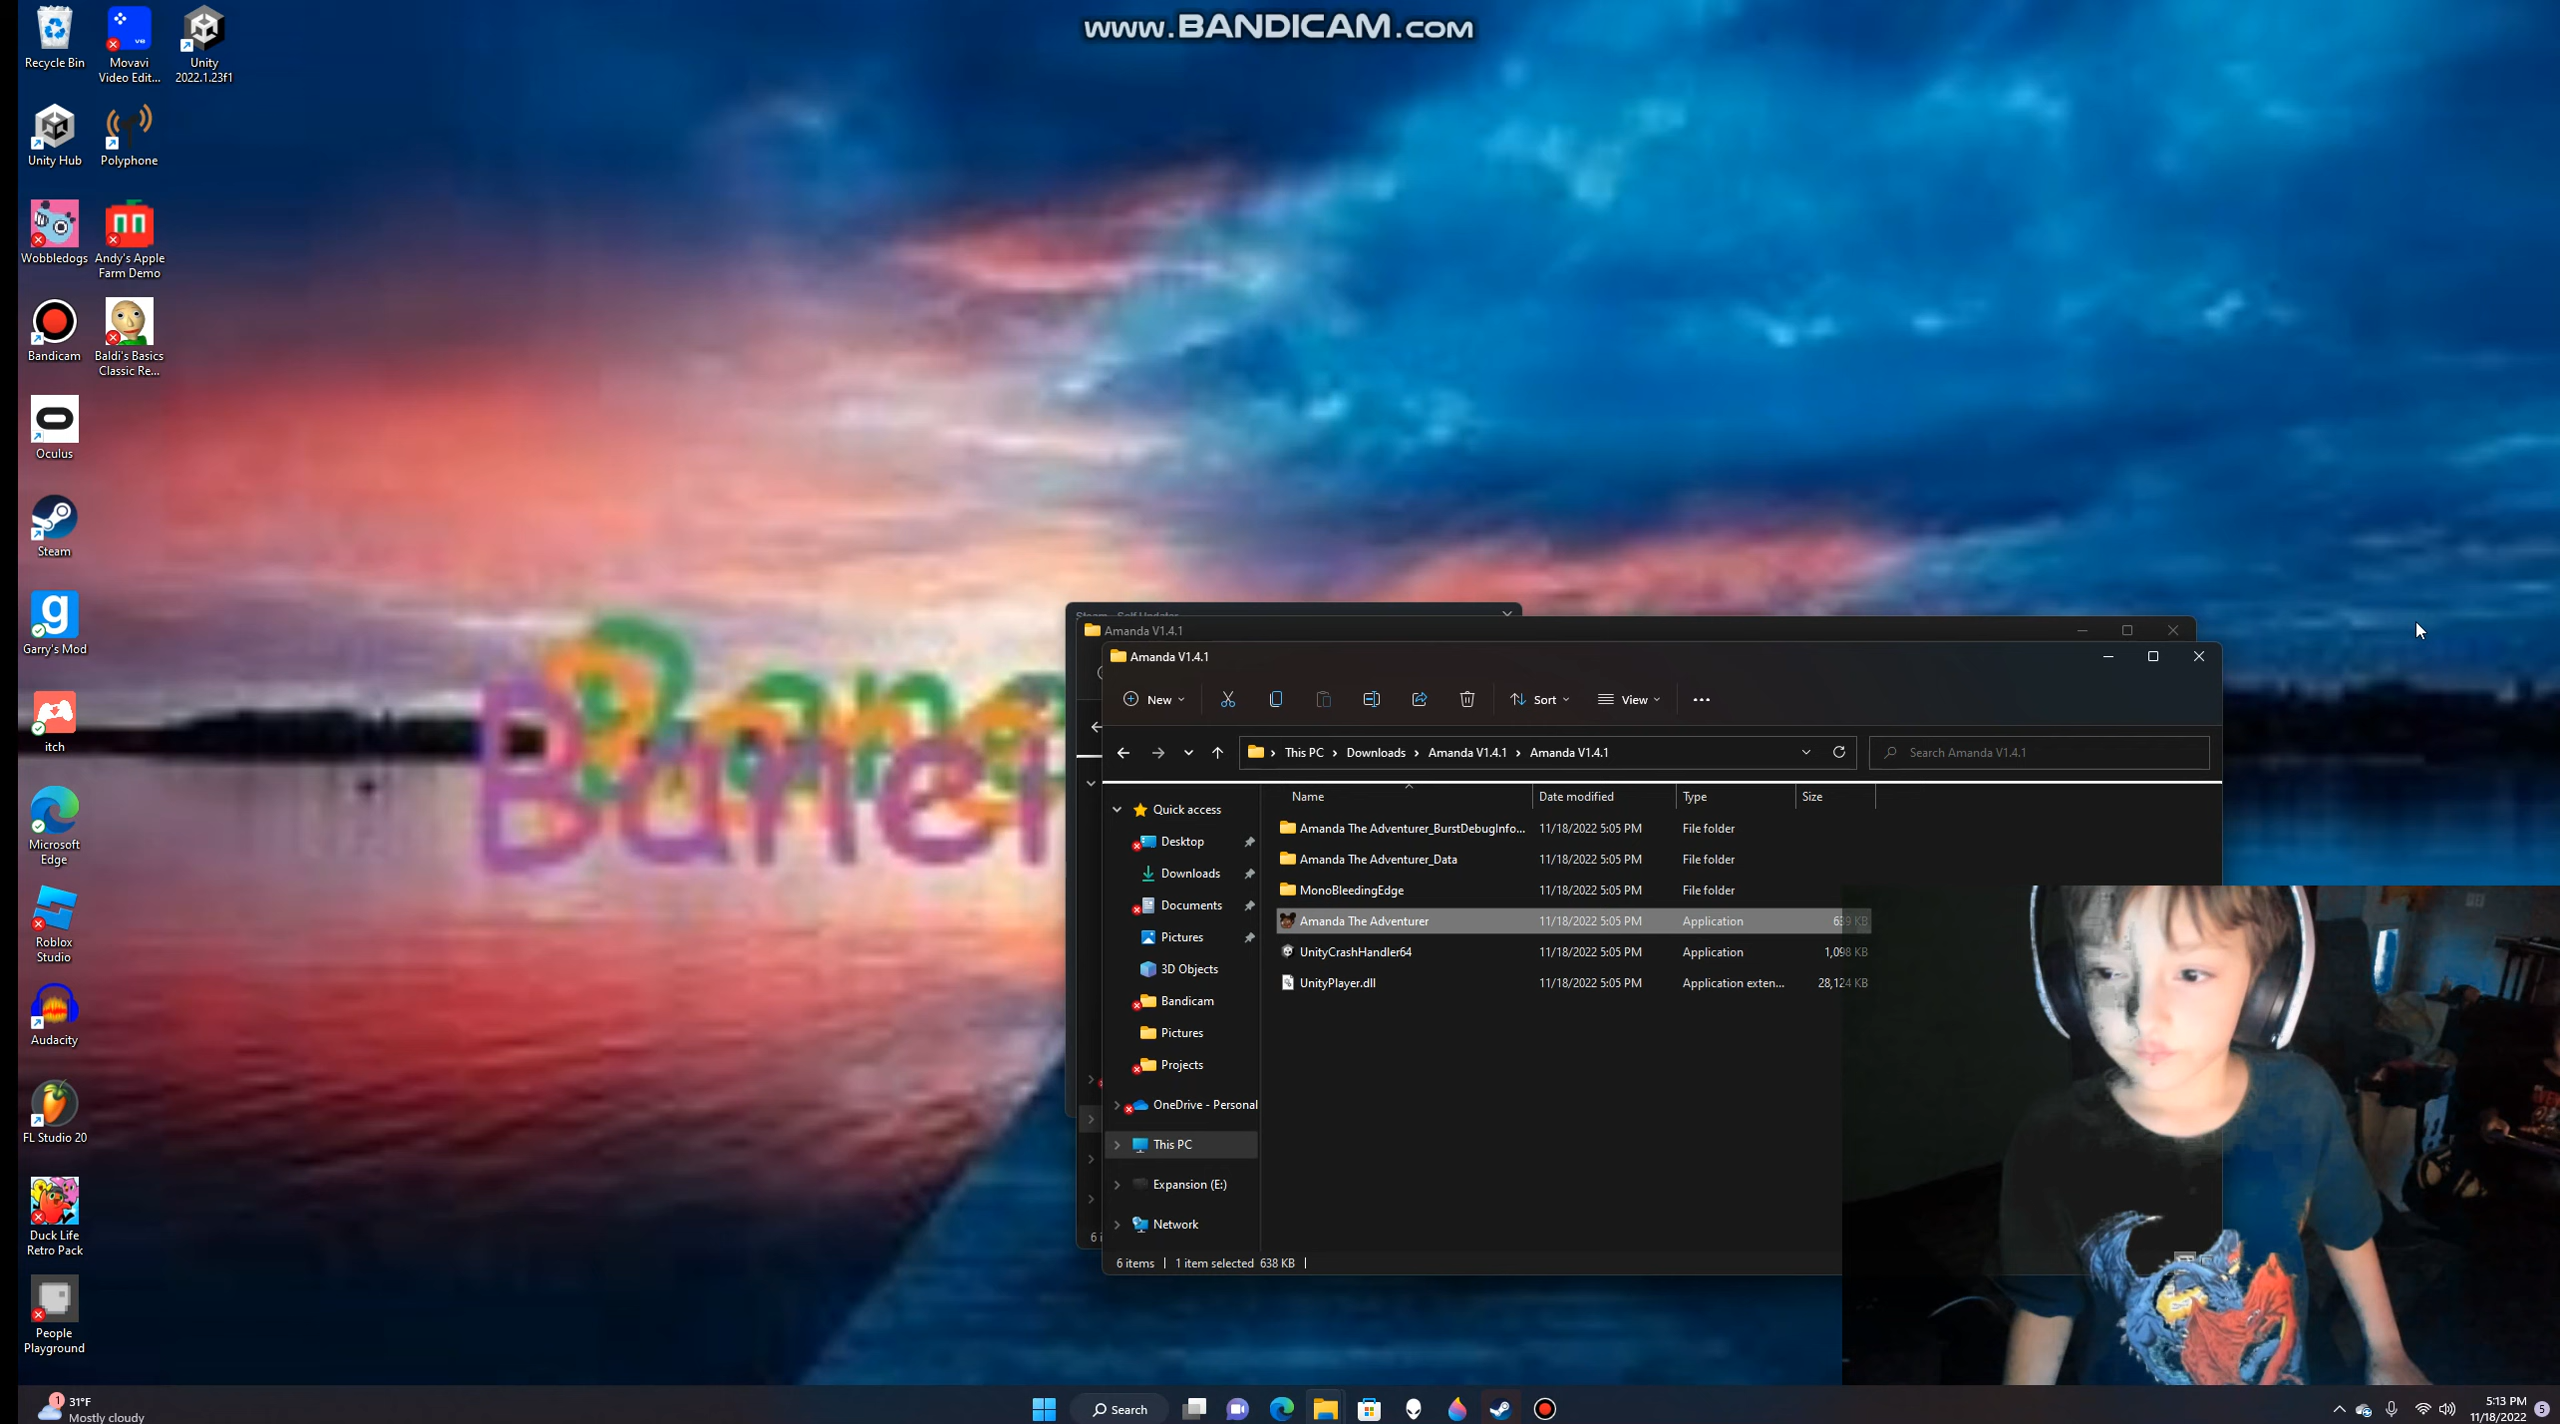 www.BANDICAM.com
Recycle Bin
Movavi
Video Edit...
Unity
2022.1.23f1
Unity Hub
Polyphone
Wobbledogs
Andy's Apple
Farm Demo
Bandicam
Baldi's Basics
Classic Re...
Oculus
Steam
Garry's Mod
itch
Microsoft
Edge
Roblox
Studio
Audacity
FL Studio 20
Duck Life
Retro Pack
People
Playground
Amanda V1.4.1
Amanda V1.4.1
New
Sort
View
This PC > Downloads > Amanda V1.4.1 > Amanda V1.4.1
Search Amanda V1.4.1
Name Date modified Type Size
Quick access
Desktop
Downloads
Documents
Pictures
3D Objects
Bandicam
Pictures
Projects
OneDrive - Personal
This PC
Expansion (E:)
Network
Amanda The Adventurer_BurstDebugInfo... 11/18/2022 5:05 PM File folder
Amanda The Adventurer_Data 11/18/2022 5:05 PM File folder
MonoBleedingEdge 11/18/2022 5:05 PM File folder
Amanda The Adventurer 11/18/2022 5:05 PM Application 639 KB
UnityCrashHandler64 11/18/2022 5:05 PM Application 1,098 KB
UnityPlayer.dll 11/18/2022 5:05 PM Application exten... 28,124 KB
6 items | 1 item selected 638 KB |
1
31°F
Mostly cloudy
Search
5:13 PM
11/18/2022
5